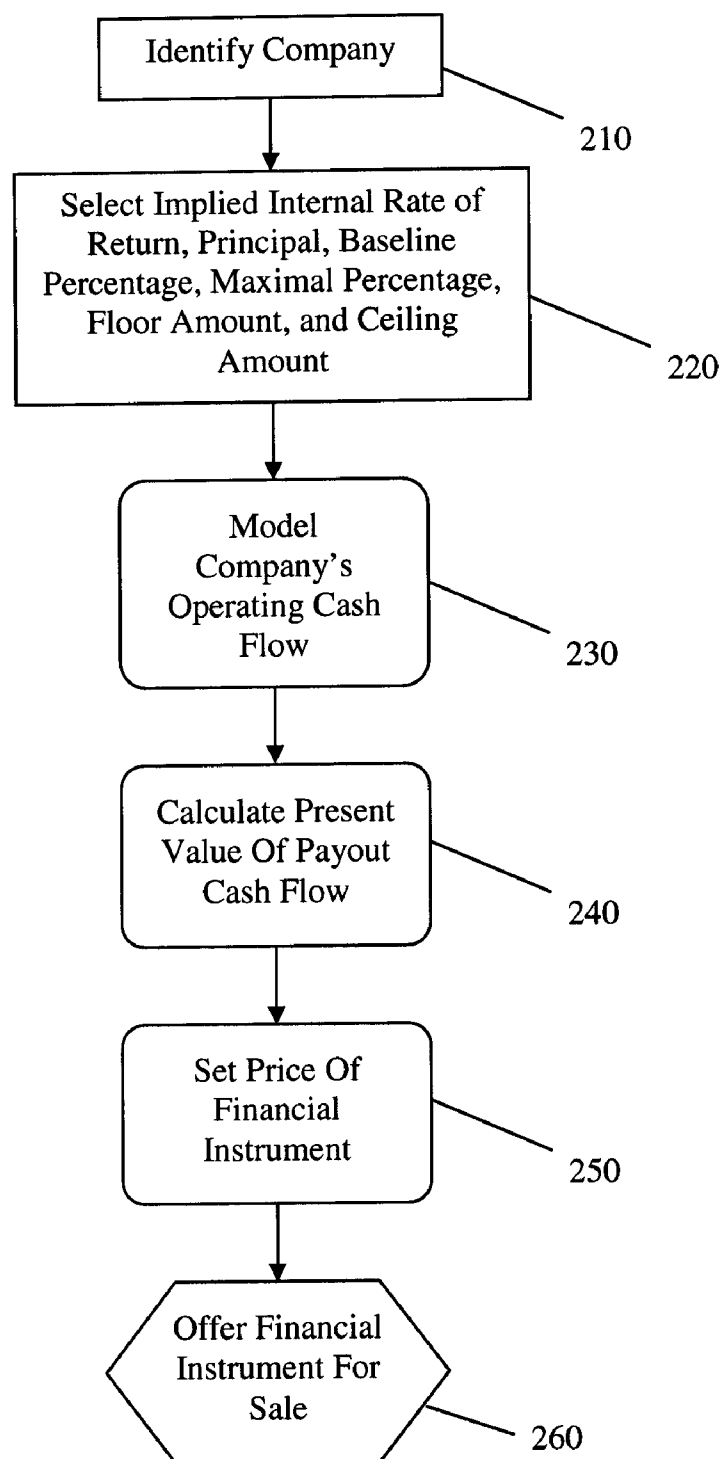 Identify Company
210
Select Implied Internal Rate of
Return, Principal, Baseline
Percentage, Maximal Percentage,
Floor Amount, and Ceiling
Amount
220
Model
Company's
Operating Cash
Flow
230
Calculate Present
Value Of Payout
Cash Flow
240
Set Price Of
Financial
Instrument
250
Offer Financial
Instrument For
Sale
260